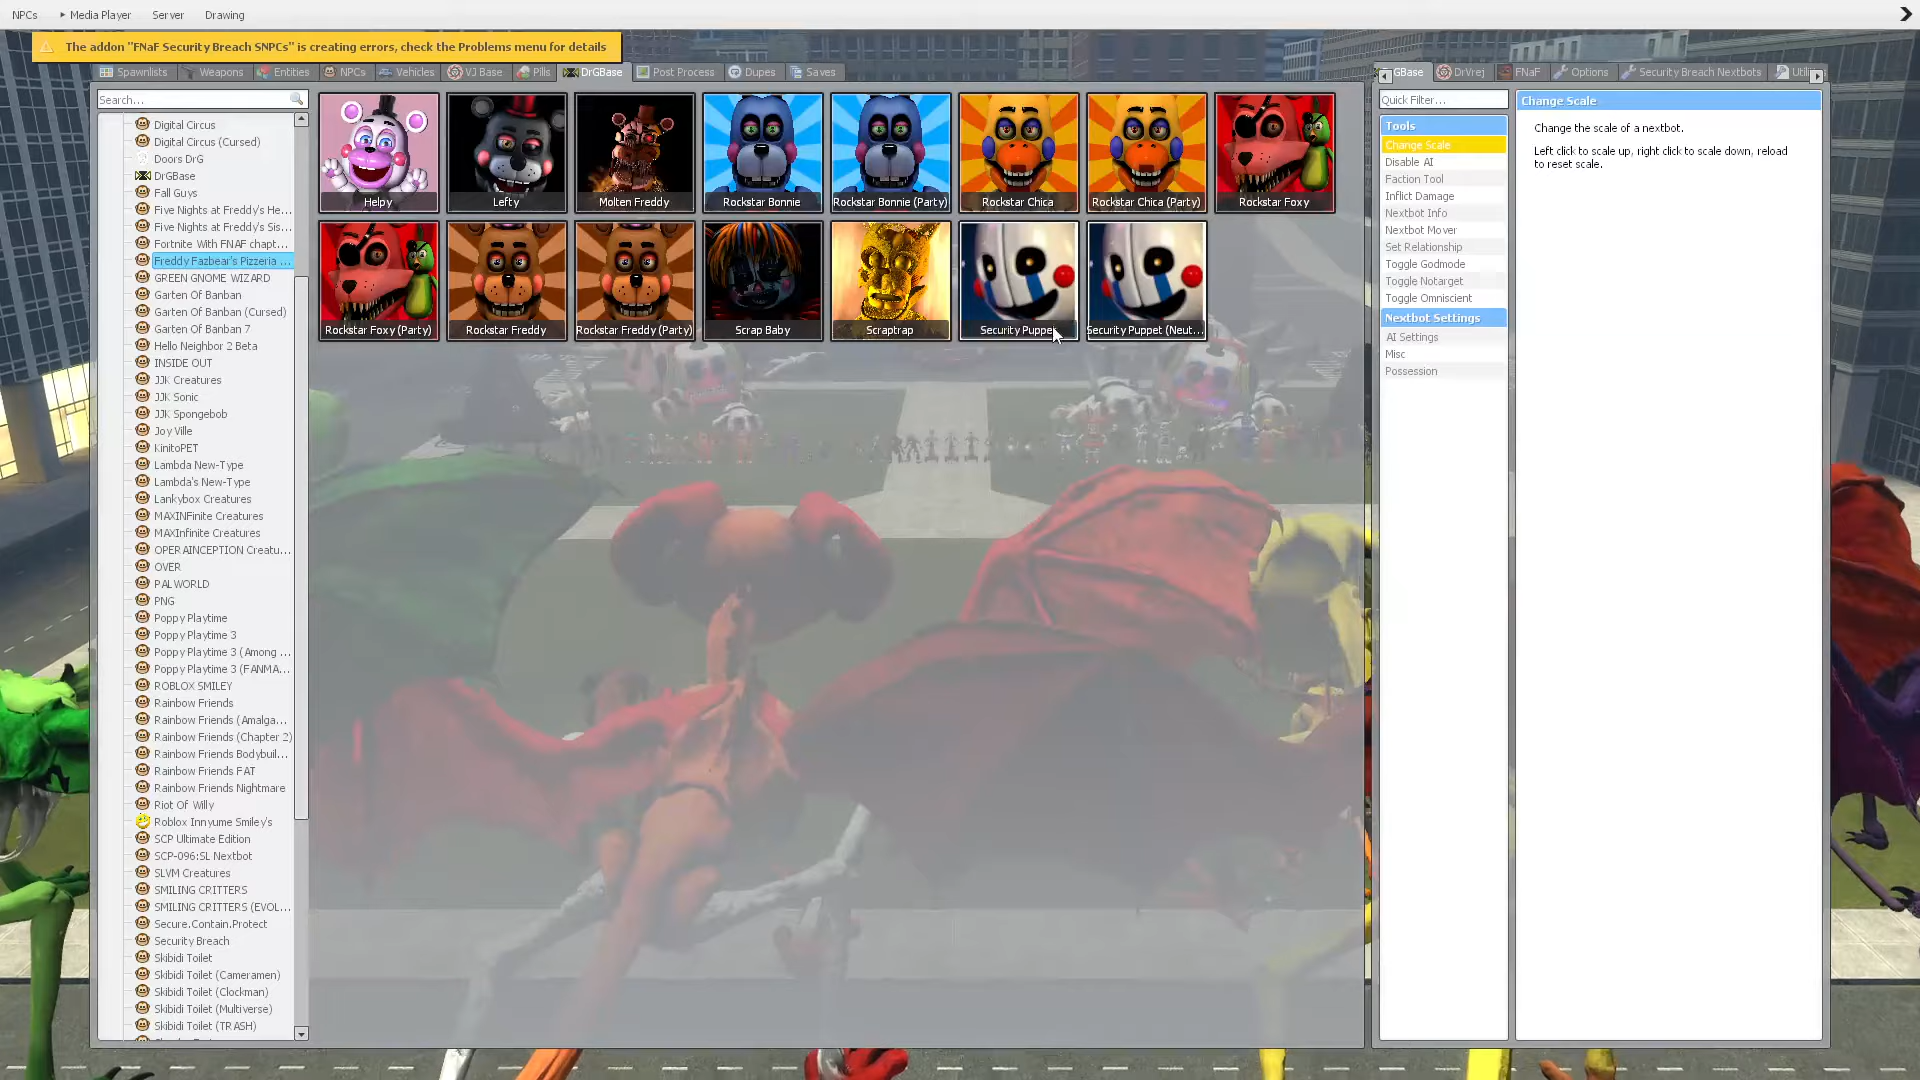 NPCs
Media Player
Server
Drawing
The addon "FNaF Security Breach SNPCs" is creating errors, check the Problems menu for details
Spawnlists
Weapons
Entities
NPCs
Vehicles
VJ Base
Pills
DrGBase
Post Process
Dupes
Saves
Search...
Digital Circus
Digital Circus (Cursed)
Doors DrG
DrGBase
Fall Guys
Five Nights at Freddy's He...
Five Nights at Freddy's Sis...
Fortnite With FNAF chapt...
Freddy Fazbear's Pizzeria ...
GREEN GNOME WIZARD
Garten Of Banban
Garten Of Banban (Cursed)
Garten Of Banban 7
Hello Neighbor 2 Beta
INSIDE OUT
JJK Creatures
JJK Sonic
JJK Spongebob
Joy Ville
KinitoPET
Lambda New-Type
Lambda's New-Type
Lankybox Creatures
MAXINFinite Creatures
MAXInfinite Creatures
OPERAINCEPTION Creatu...
OVER
PALWORLD
PNG
Poppy Playtime
Poppy Playtime 3
Poppy Playtime 3 (Among ...
Poppy Playtime 3 (FANMA...
ROBLOX SMILEY
Rainbow Friends
Rainbow Friends (Amalga...
Rainbow Friends (Chapter 2)
Rainbow Friends Bodybuil...
Rainbow Friends FAT
Rainbow Friends Nightmare
Riot Of Willy
Roblox Innyume Smiley's
SCP Ultimate Edition
SCP-096:SL Nextbot
SLVM Creatures
SMILING CRITTERS
SMILING CRITTERS (EVOL...
Secure.Contain.Protect
Security Breach
Skibidi Toilet
Skibidi Toilet (Cameramen)
Skibidi Toilet (Clockman)
Skibidi Toilet (Multiverse)
Skibidi Toilet (TRASH)
Helpy
Lefty
Molten Freddy
Rockstar Bonnie
Rockstar Bonnie (Party)
Rockstar Chica
Rockstar Chica (Party)
Rockstar Foxy
Rockstar Foxy (Party)
Rockstar Freddy
Rockstar Freddy (Party)
Scrap Baby
Scraptrap
Security Puppet
Security Puppet (Neut...
GBase
DrVrej
FNaF
Options
Security Breach Nextbots
Quick Filter...
Tools
Change Scale
Disable AI
Faction Tool
Inflict Damage
Nextbot Info
Nextbot Mover
Set Relationship
Toggle Godmode
Toggle Notarget
Toggle Omniscient
Nextbot Settings
AI Settings
Misc
Possession
Change Scale
Change the scale of a nextbot.
Left click to scale up, right click to scale down, reload
to reset scale.